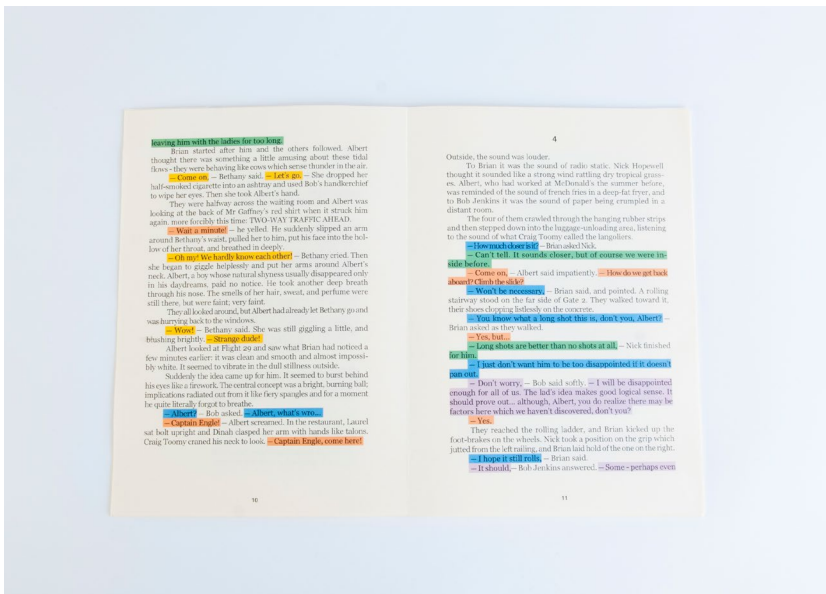 leaving him with the ladies for too long.
Brian started after him and the others followed. Albert
thought there was something a little amusing about these tidal
flows - they were behaving like cows which sense thunder in the air.
– Come on, – Bethany said. – Let's go. – She dropped her
half-smoked cigarette into an ashtray and used Bob's handkerchief
to wipe her eyes. Then she took Albert's hand.
They were halfway across the waiting room and Albert was
looking at the back of Mr Gaffney's red shirt when it struck him
again, more forcibly this time: TWO-WAY TRAFFIC AHEAD.
– Wait a minute! – he yelled. He suddenly slipped an arm
around Bethany's waist, pulled her to him, put his face into the hol-
low of her throat, and breathed in deeply.
– Oh my! We hardly know each other! – Bethany cried. Then
she began to giggle helplessly and put her arms around Albert's
neck. Albert, a boy whose natural shyness usually disappeared only
in his daydreams, paid no notice. He took another deep breath
through his nose. The smells of her hair, sweat, and perfume were
still there, but were faint; very faint.
They all looked around, but Albert had already let Bethany go and
was hurrying back to the windows.
– Wow! – Bethany said. She was still giggling a little, and
blushing brightly. – Strange dude!
Albert looked at Flight 29 and saw what Brian had noticed a
few minutes earlier: it was clean and smooth and almost impossi-
bly white. It seemed to vibrate in the dull stillness outside.
Suddenly the idea came up for him. It seemed to burst behind
his eyes like a firework. The central concept was a bright, burning ball;
implications radiated out from it like fiery spangles and for a moment
he quite literally forgot to breathe.
– Albert? – Bob asked. – Albert, what's wro...
– Captain Engle! – Albert screamed. In the restaurant, Laurel
sat bolt upright and Dinah clasped her arm with hands like talons.
Craig Toomy craned his neck to look. – Captain Engle, come here!
10
4
Outside, the sound was louder.
To Brian it was the sound of radio static. Nick Hopewell
thought it sounded like a strong wind rattling dry tropical grass-
es. Albert, who had worked at McDonald's the summer before,
was reminded of the sound of french fries in a deep-fat fryer, and
to Bob Jenkins it was the sound of paper being crumpled in a
distant room.
The four of them crawled through the hanging rubber strips
and then stepped down into the luggage-unloading area, listening
to the sound of what Craig Toomy called the langoliers.
– How much closer is it? – Brian asked Nick.
– Can't tell. It sounds closer, but of course we were in-
side before.
– Come on, – Albert said impatiently. – How do we get back
aboard? Climb the slide?
– Won't be necessary, – Brian said, and pointed. A rolling
stairway stood on the far side of Gate 2. They walked toward it,
their shoes clopping listlessly on the concrete.
– You know what a long shot this is, don't you, Albert? –
Brian asked as they walked.
– Yes, but...
– Long shots are better than no shots at all, – Nick finished
for him.
– I just don't want him to be too disappointed if it doesn't
pan out.
– Don't worry, – Bob said softly. – I will be disappointed
enough for all of us. The lad's idea makes good logical sense. It
should prove out... although, Albert, you do realize there may be
factors here which we haven't discovered, don't you?
– Yes.
They reached the rolling ladder, and Brian kicked up the
foot-brakes on the wheels. Nick took a position on the grip which
jutted from the left railing, and Brian laid hold of the one on the right.
– I hope it still rolls, – Brian said.
– It should, – Bob Jenkins answered. – Some - perhaps even
11